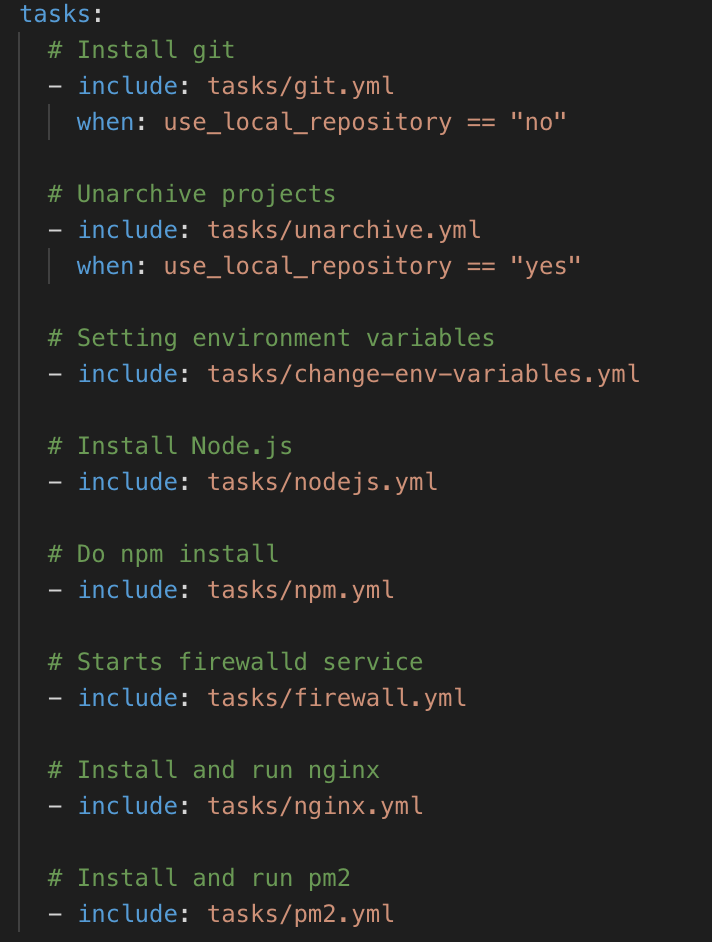 tasks:
# Install git
- include: tasks/git.yml
when: use_local_repository == "no"
# Unarchive projects
- include: tasks/unarchive.yml
when: use_local_repository == "yes"
# Setting environment variables
- include: tasks/change-env-variables.yml
# Install Node.js
- include: tasks/nodejs.yml
# Do npm install
- include: tasks/npm.yml
# Starts firewalld service
- include: tasks/firewall.yml
# Install and run nginx
- include: tasks/nginx.yml
# Install and run pm2
- include: tasks/pm2.yml